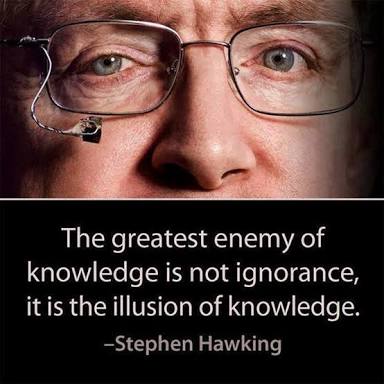 The greatest enemy of
knowledge is not ignorance,
it is the illusion of knowledge.
–Stephen Hawking